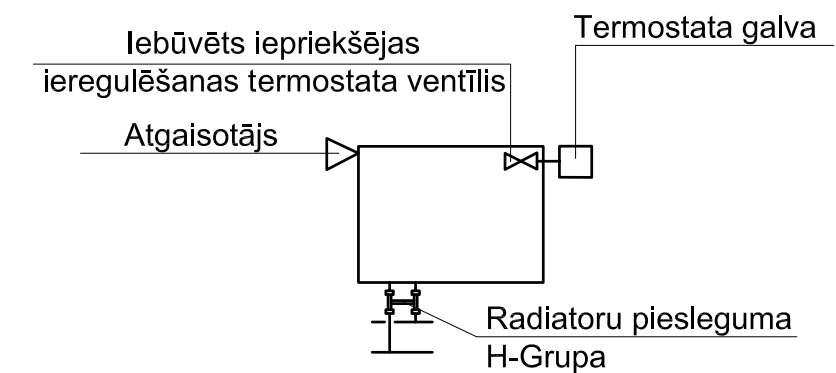 Termostata galva
Iebūvēts iepriekšējas
ieregulēšanas termostata ventīlis
Atgaisotājs
Radiatoru piesleguma
H-Grupa